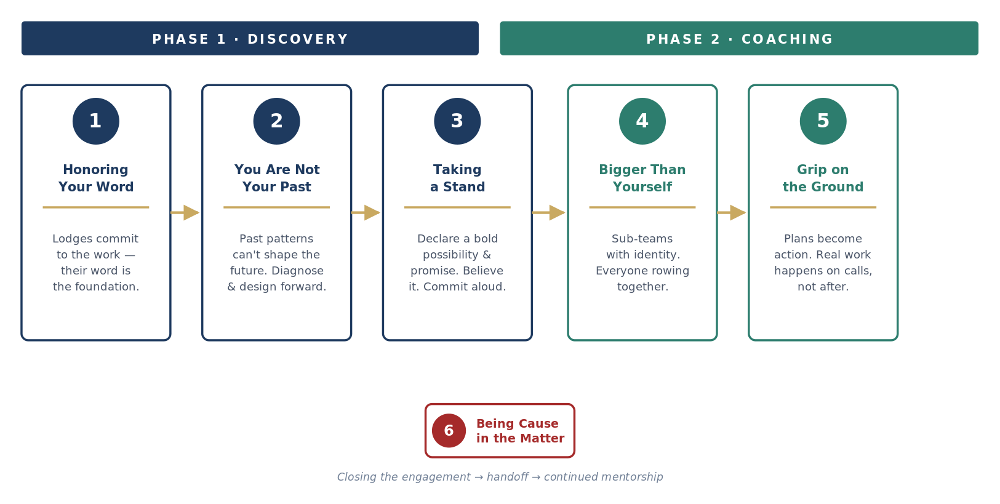 PHASE 1 · DISCOVERY
PHASE 2 · COACHING
1
Honoring
Your Word
Lodges commit
to the work —
their word is
the foundation.
2
You Are Not
Your Past
Past patterns
can't shape the
future. Diagnose
& design forward.
3
Taking
a Stand
Declare a bold
possibility &
promise. Believe
it. Commit aloud.
4
Bigger Than
Yourself
Sub-teams
with identity.
Everyone rowing
together.
5
Grip on
the Ground
Plans become
action. Real work
happens on calls,
not after.
6
Being Cause
in the Matter
Closing the engagement → handoff → continued mentorship